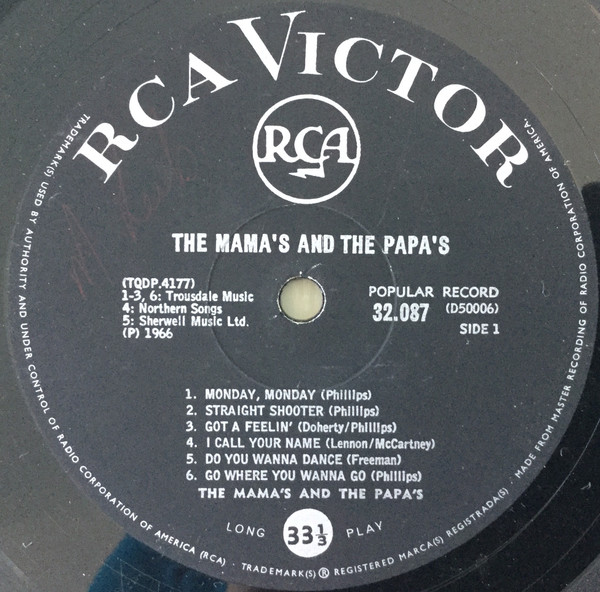 RCA VICTOR
RCA
THE MAMA'S AND THE PAPA'S
(TQDP.4177)
1-3, 6: Trousdale Music
4: Northern Songs
5: Sherwell Music Ltd.
(P) 1966
POPULAR RECORD
32.087 (D50006)
SIDE 1
1. MONDAY, MONDAY (Phillips)
2. STRAIGHT SHOOTER (Phillips)
3. GOT A FEELIN' (Doherty/Phillips)
4. I CALL YOUR NAME (Lennon/McCartney)
5. DO YOU WANNA DANCE (Freeman)
6. GO WHERE YOU WANNA GO (Phillips)
THE MAMA'S AND THE PAPA'S
LONG 33 1/3 PLAY
TRADEMARK(S) USED BY AUTHORITY AND UNDER CONTROL OF RADIO CORPORATION OF AMERICA (RCA) · TRADEMARK(S) ® REGISTERED MARCA(S) REGISTRADA(S) · MADE FROM MASTER RECORDING OF RADIO CORPORATION OF AMERICA.